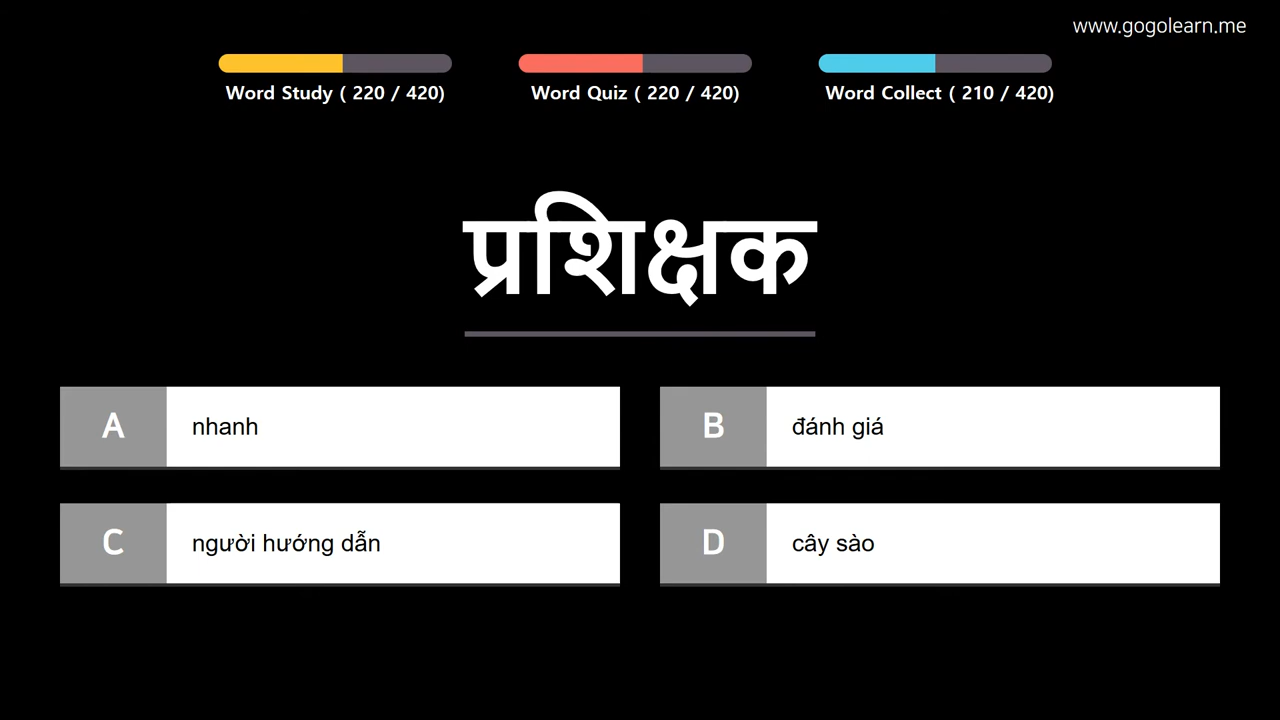 www.gogolearn.me
Word Study ( 220 / 420)
Word Quiz ( 220 / 420)
Word Collect ( 210 / 420)
प्रशिक्षक
A nhanh
B đánh giá
C người hướng dẫn
D cây sào